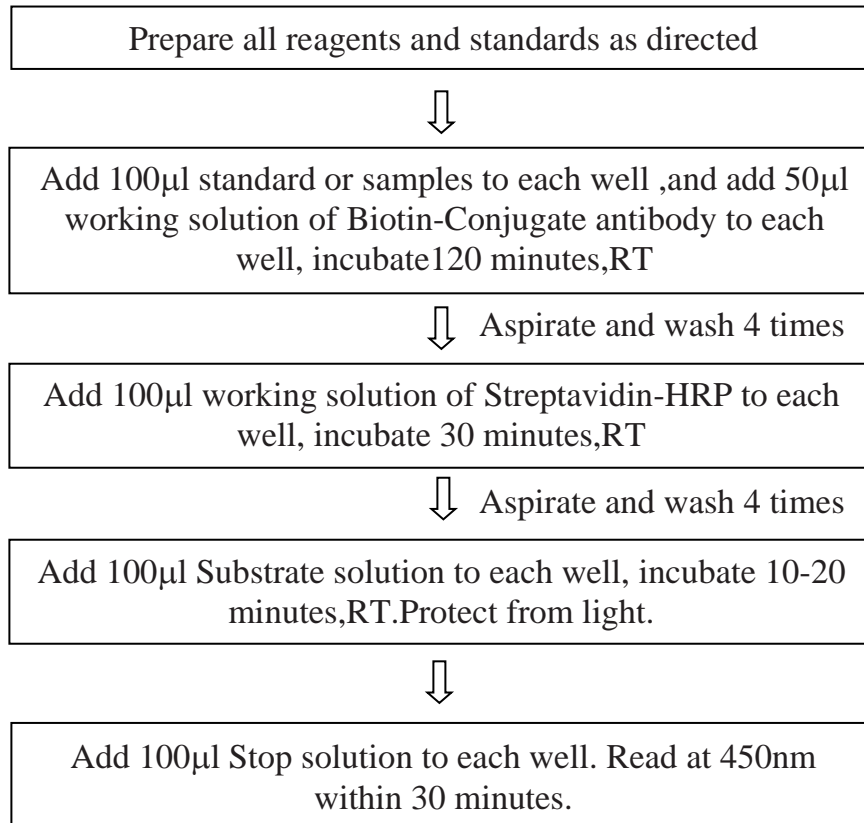 Prepare all reagents and standards as directed
Add 100μl standard or samples to each well ,and add 50μl
working solution of Biotin-Conjugate antibody to each
well, incubate120 minutes,RT
Aspirate and wash 4 times
Add 100μl working solution of Streptavidin-HRP to each
well, incubate 30 minutes,RT
Aspirate and wash 4 times
Add 100μl Substrate solution to each well, incubate 10-20
minutes,RT.Protect from light.
Add 100μl Stop solution to each well. Read at 450nm
within 30 minutes.